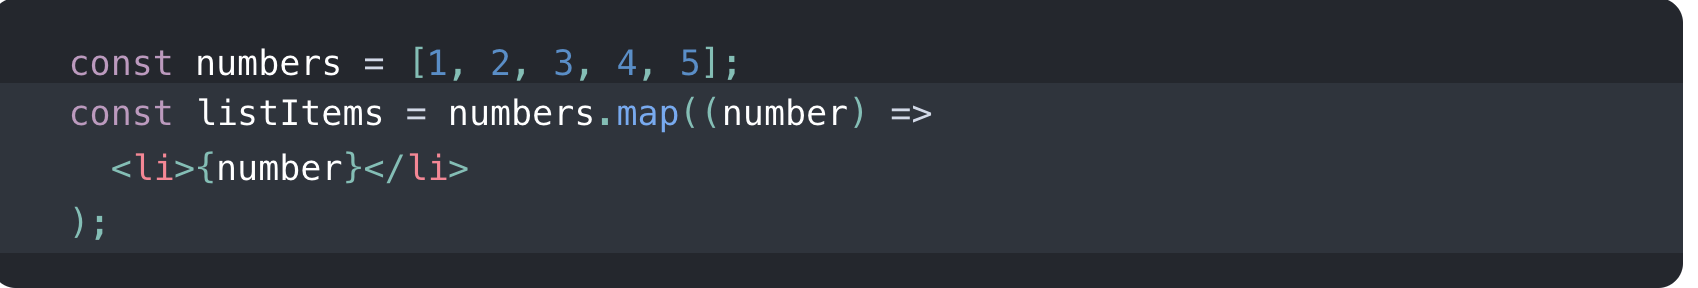 const numbers = [1, 2, 3, 4, 5];
const listItems = numbers.map((number) =>
  <li>{number}</li>
);